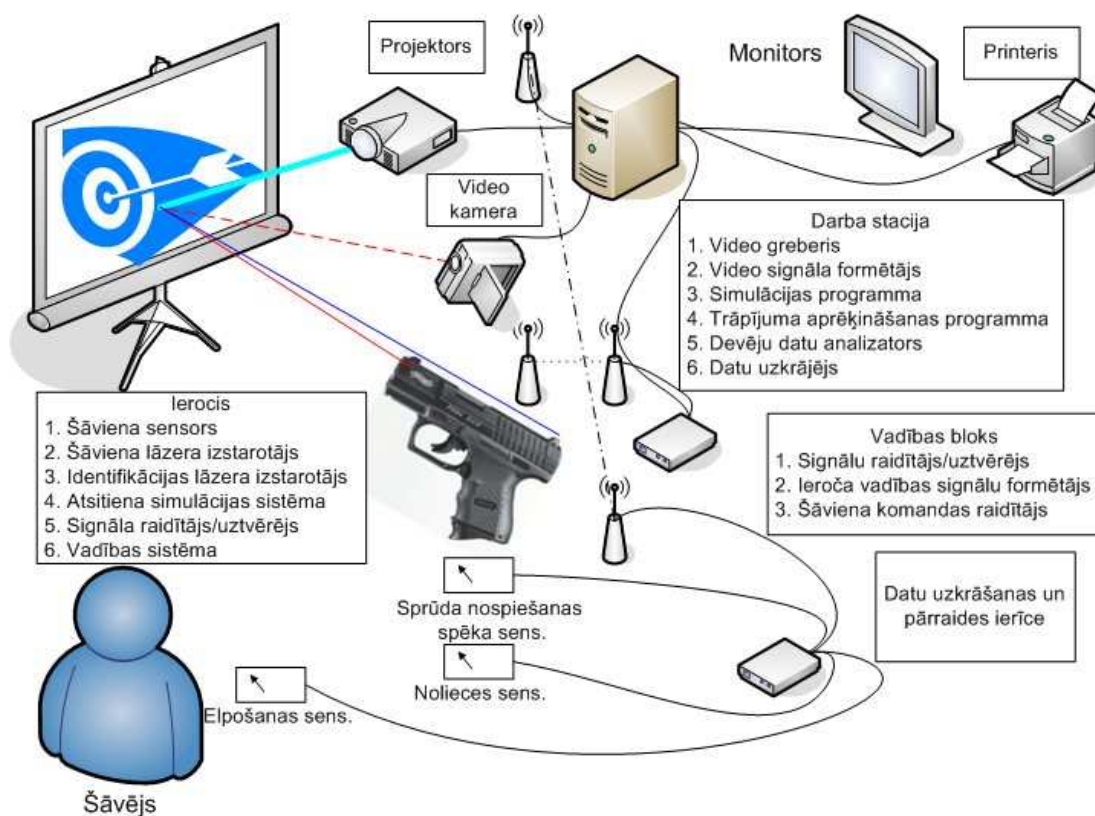 Projektors
Monitors
Printeris
Video
kamera
Darba stacija
1. Video greberis
2. Video signāla formētājs
3. Simulācijas programma
4. Trāpījuma aprēķināšanas programma
5. Devēju datu analizators
6. Datu uzkrājējs
Ierocis
1. Šāviena sensors
2. Šāviena lāzera izstarotājs
3. Identifikācijas lāzera izstarotājs
4. Atsitiena simulācijas sistēma
5. Signāla raidītājs/uztvērējs
6. Vadības sistēma
Vadības bloks
1. Signālu raidītājs/uztvērējs
2. Ieroča vadības signālu formētājs
3. Šāviena komandas raidītājs
Sprūda nospiešanas
spēka sens.
Datu uzkrāšanas un
pārraides ierīce
Nolieces sens.
Elpošanas sens.
Šāvējs